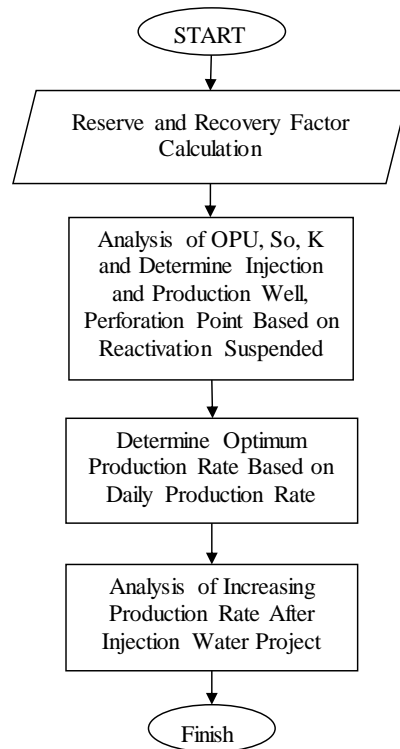 START
Reserve and Recovery Factor
Calculation
Analysis of OPU, So, K
and Determine Injection
and Production Well,
Perforation Point Based on
Reactivation Suspended
Determine Optimum
Production Rate Based on
Daily Production Rate
Analysis of Increasing
Production Rate After
Injection Water Project
Finish